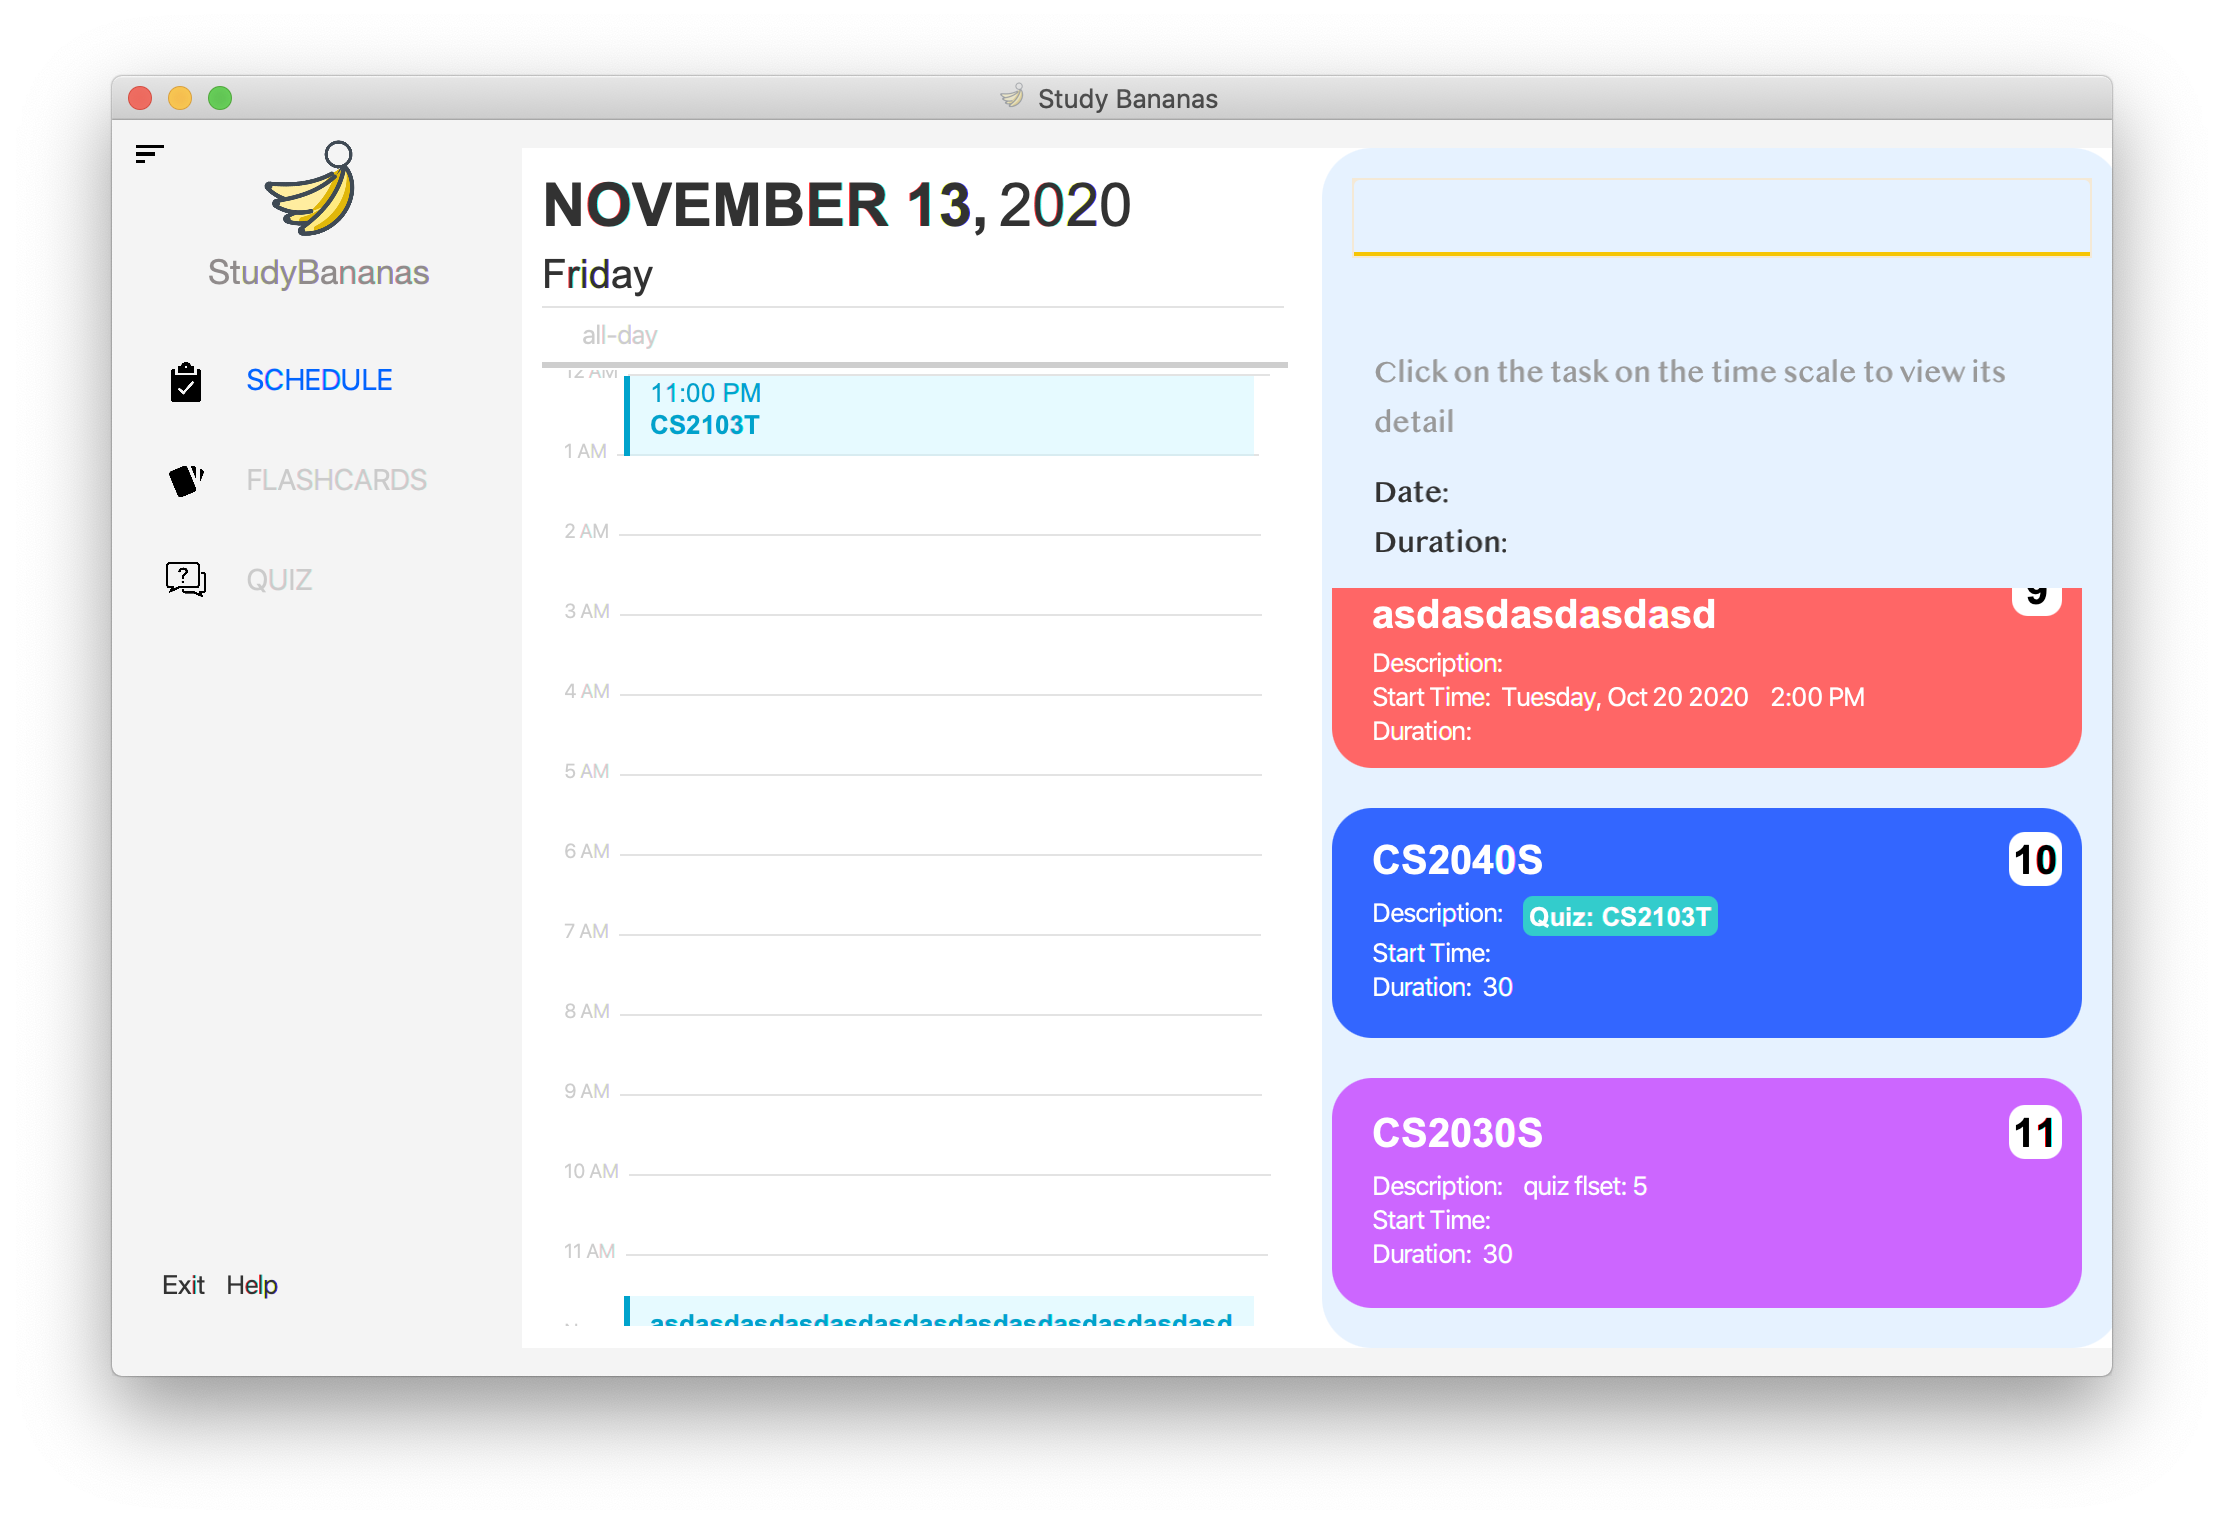 Study Bananas
StudyBananas
SCHEDULE
FLASHCARDS
QUIZ
Exit Help
NOVEMBER 13, 2020
Friday
all-day
12 AM
11:00 PM
CS2103T
1 AM
2 AM
3 AM
4 AM
5 AM
6 AM
7 AM
8 AM
9 AM
10 AM
11 AM
Click on the task on the time scale to view its
detail
Date:
Duration:
9
asdasdasdasdasd
Description:
Start Time: Tuesday, Oct 20 2020 2:00 PM
Duration:
CS2040S
10
Description: Quiz: CS2103T
Start Time:
Duration: 30
CS2030S
11
Description: quiz flset: 5
Start Time:
Duration: 30